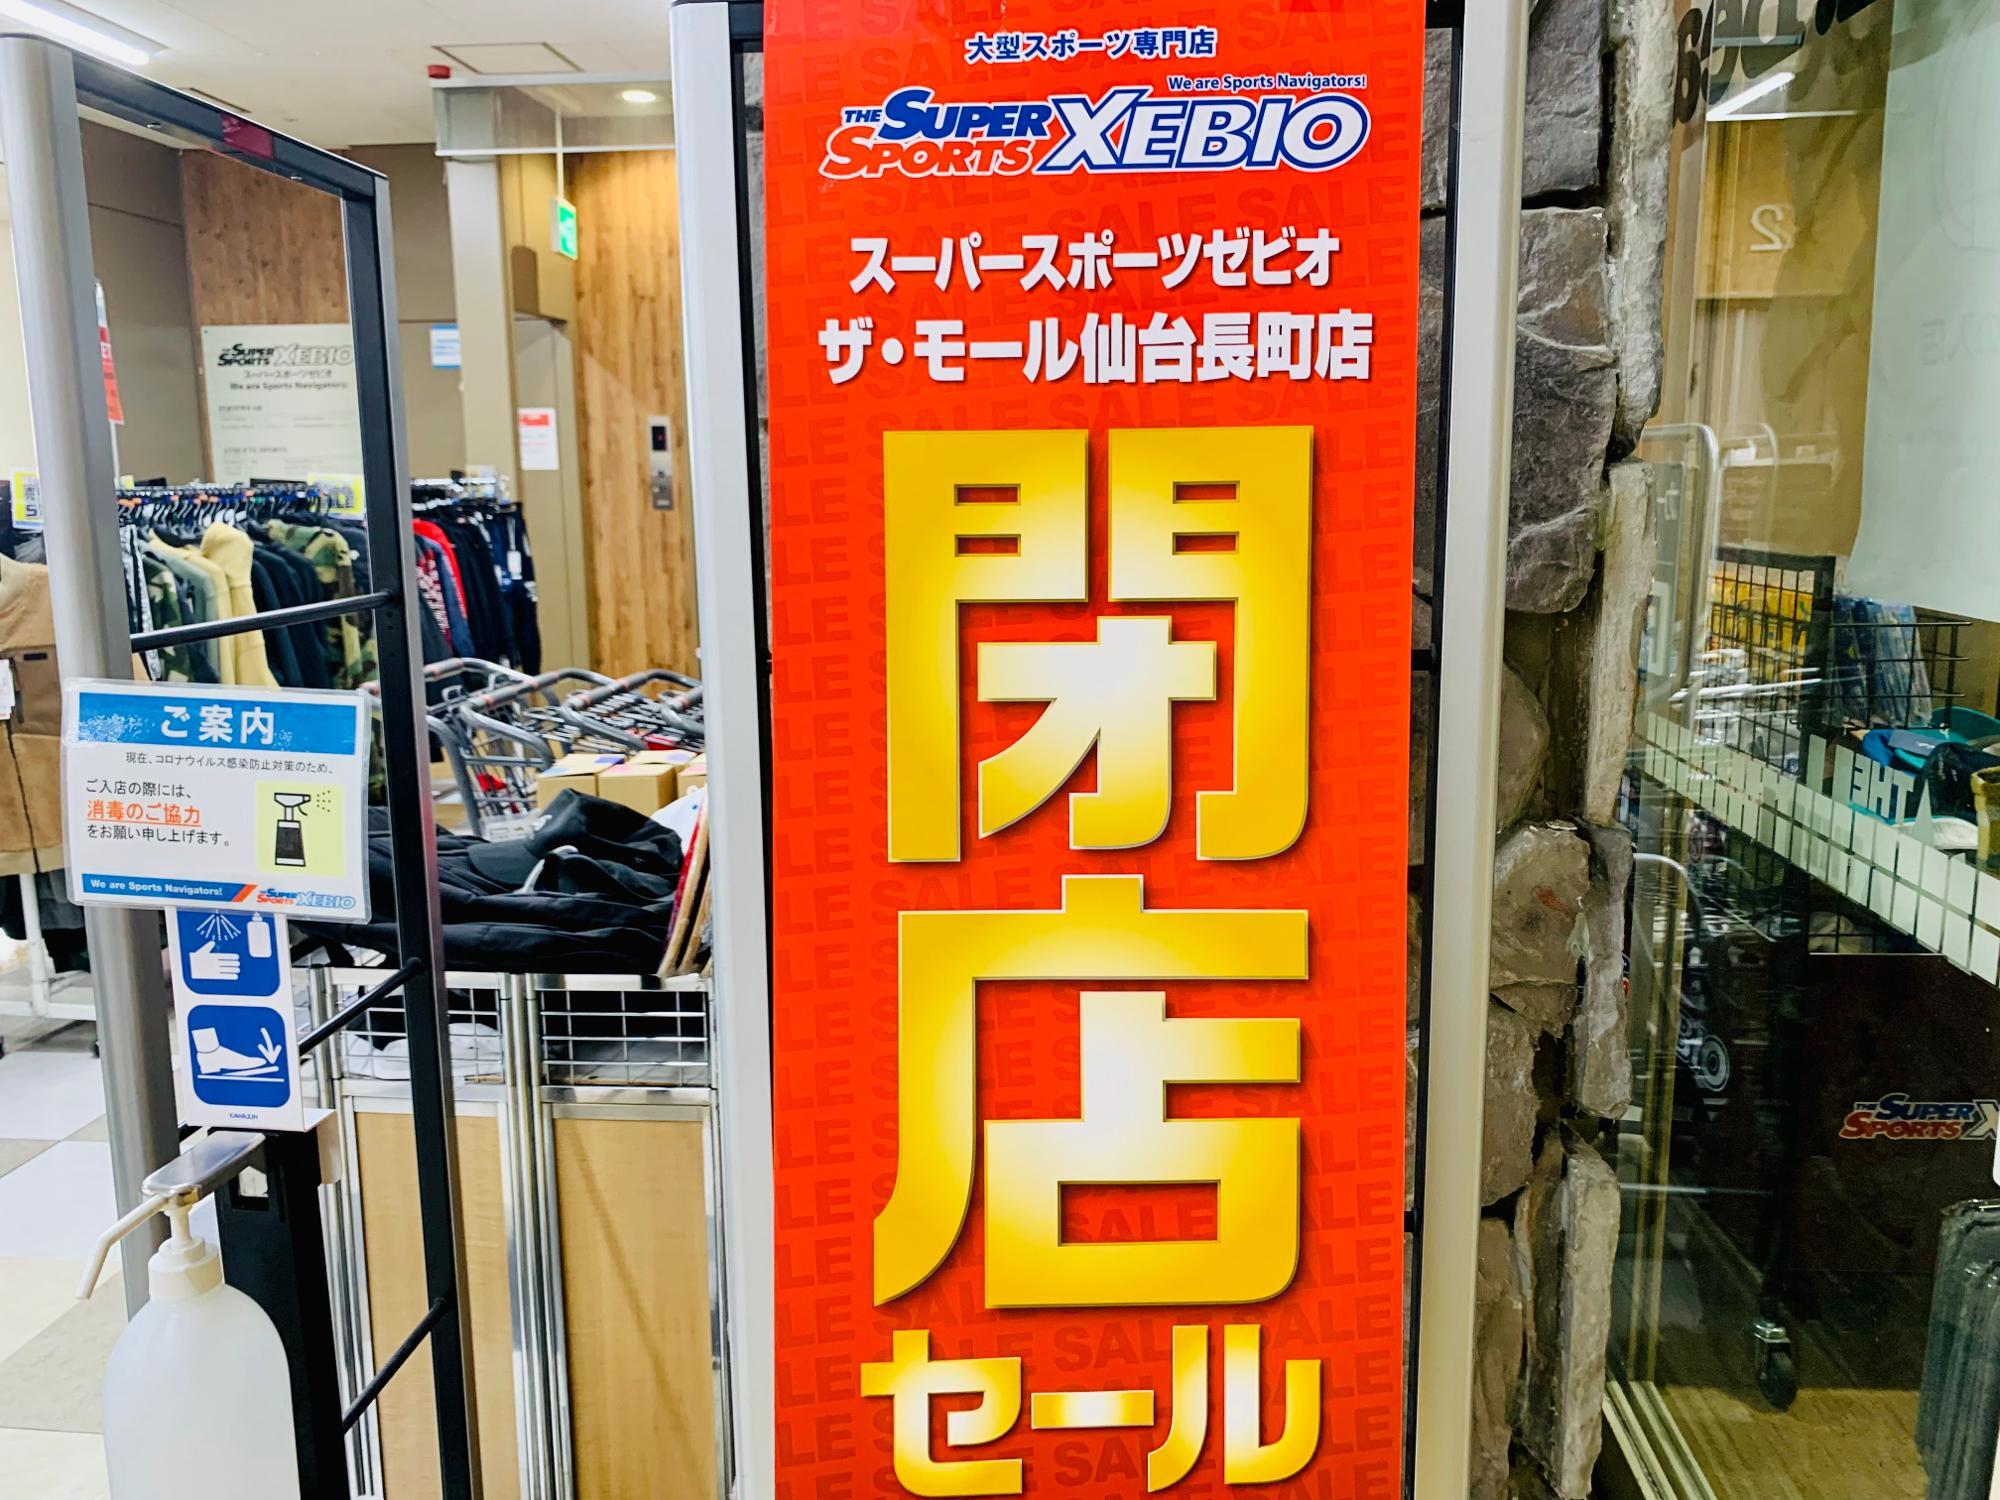 大型スポーツ専門店
We are Sports Navigators!
THE SUPER SPORTS XEBIO
スーパースポーツゼビオ
ザ・モール仙台長町店
閉店
セール
SUPER SPORTS XEBIO
スーパースポーツゼビオ
We are Sports Navigators!
ご案内
現在、コロナウイルス感染防止対策のため、
ご入店の際には、
消毒のご協力
をお願い申し上げます。
We are Sports Navigators!
THE SUPER SPORTS XEBIO
KAWAJUN
THE SUPER SPORTS